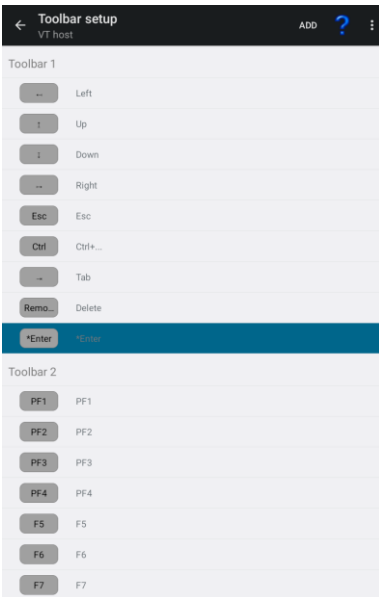 Toolbar setup
VT host
ADD ?
Toolbar 1
← Left
↑ Up
Down
Right
Esc Esc
Ctrl Ctrl+...
→ Tab
Remo... Delete
*Enter *Enter
Toolbar 2
PF1 PF1
PF2 PF2
PF3 PF3
PF4 PF4
F5 F5
F6 F6
F7 F7